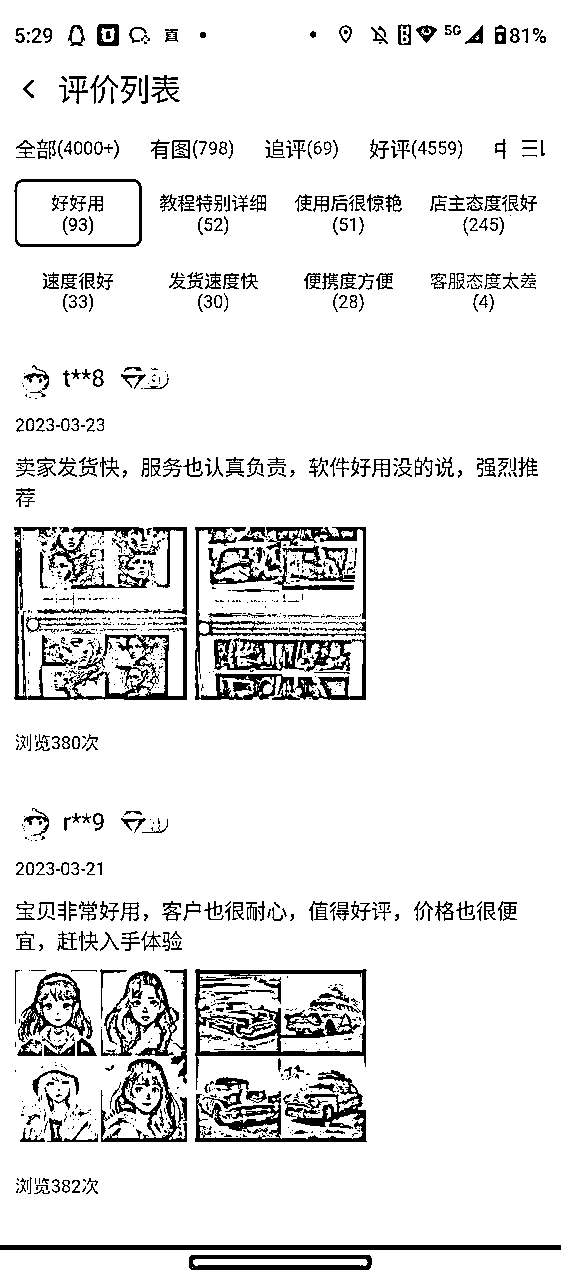 5:29 直 5G 81%
评价列表
全部(4000+) 有图(798) 追评(69) 好评(4559)
好好用 教程特别详细 使用后很惊艳 店主态度很好
(93) (52) (51) (245)
速度很好 发货速度快 便携度方便 客服态度太差
(33) (30) (28) (4)
t**8
2023-03-23
卖家发货快，服务也认真负责，软件好用没的说，强烈推
荐
浏览380次
r**9
2023-03-21
宝贝非常好用，客户也很耐心，值得好评，价格也很便
宜，赶快入手体验
浏览382次